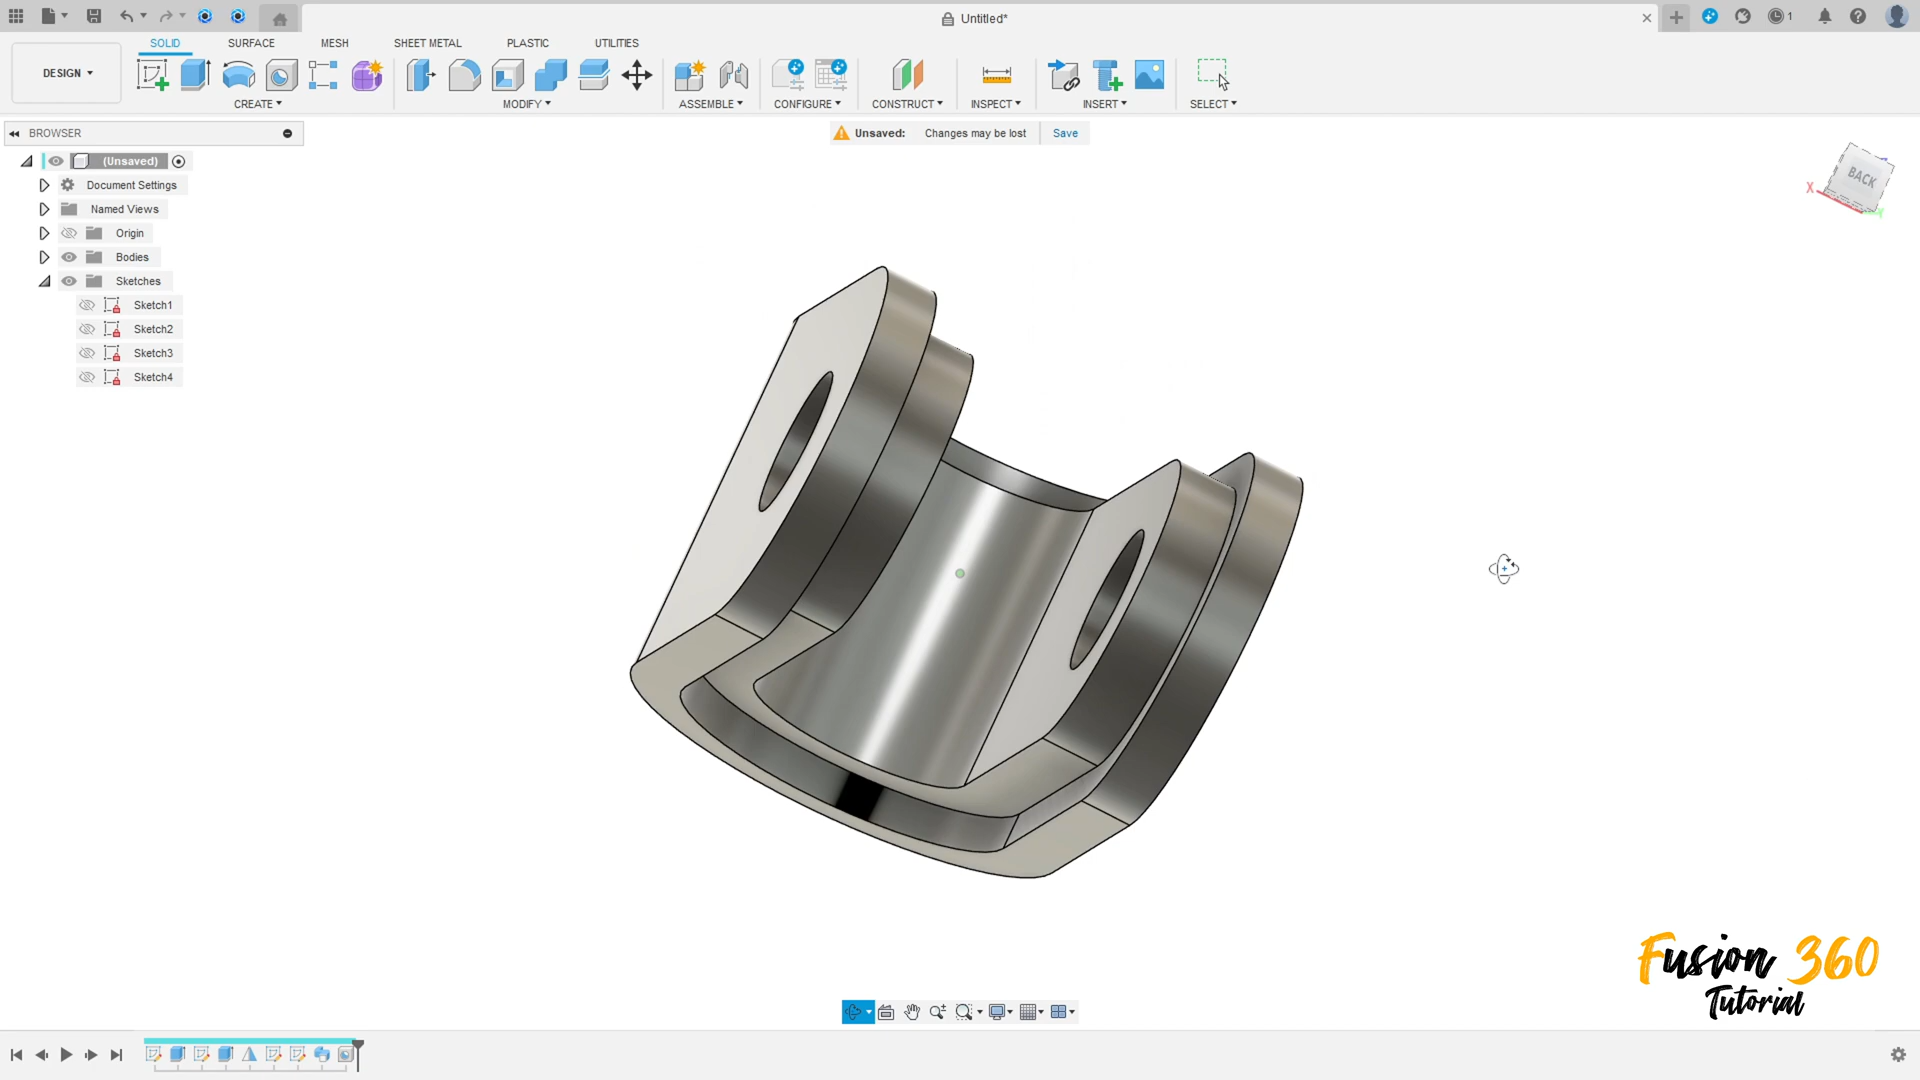 Untitled*
1
DESIGN
SOLID
SURFACE
MESH
SHEET METAL
PLASTIC
UTILITIES
CREATE
MODIFY
ASSEMBLE
CONFIGURE
CONSTRUCT
INSPECT
INSERT
SELECT
BROWSER
Unsaved: Changes may be lost Save
(Unsaved)
Document Settings
Named Views
Origin
Bodies
Sketches
Sketch1
Sketch2
Sketch3
Sketch4
BACK
X
Y
Fusion 360
Tutorial